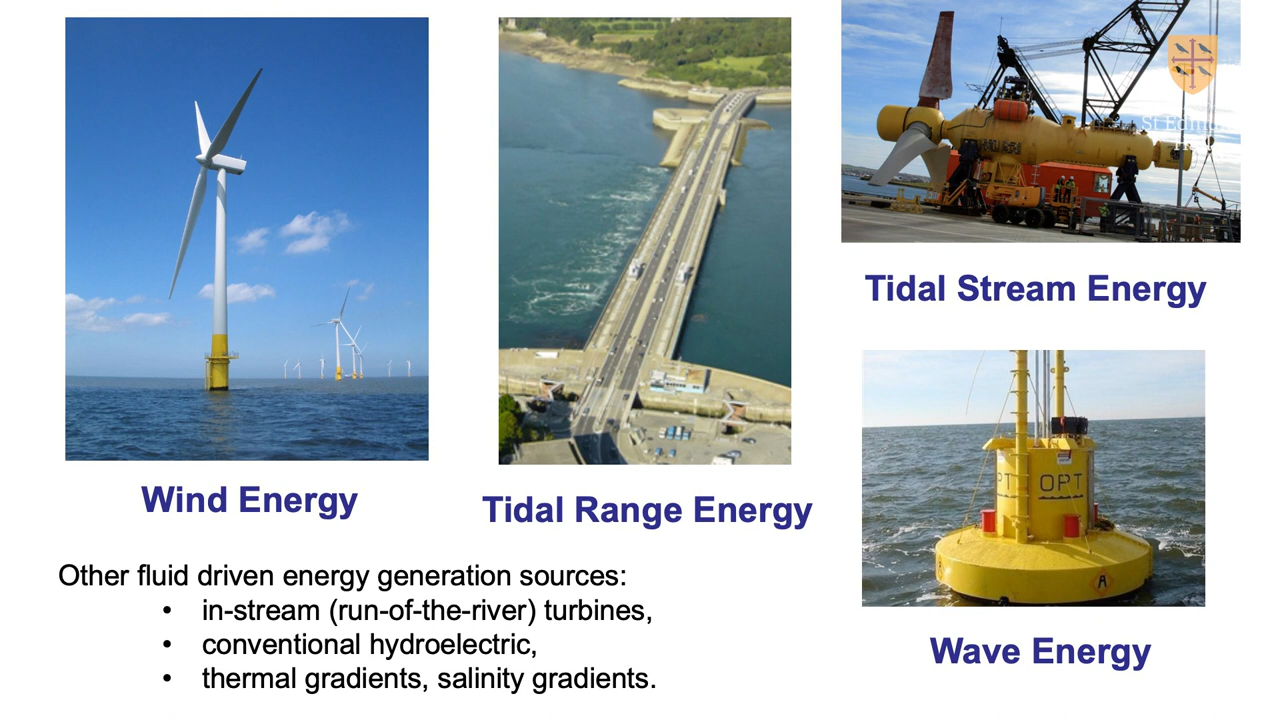 Wind Energy
Tidal Range Energy
Tidal Stream Energy
OPT
Wave Energy
Other fluid driven energy generation sources:
• in-stream (run-of-the-river) turbines,
• conventional hydroelectric,
• thermal gradients, salinity gradients.